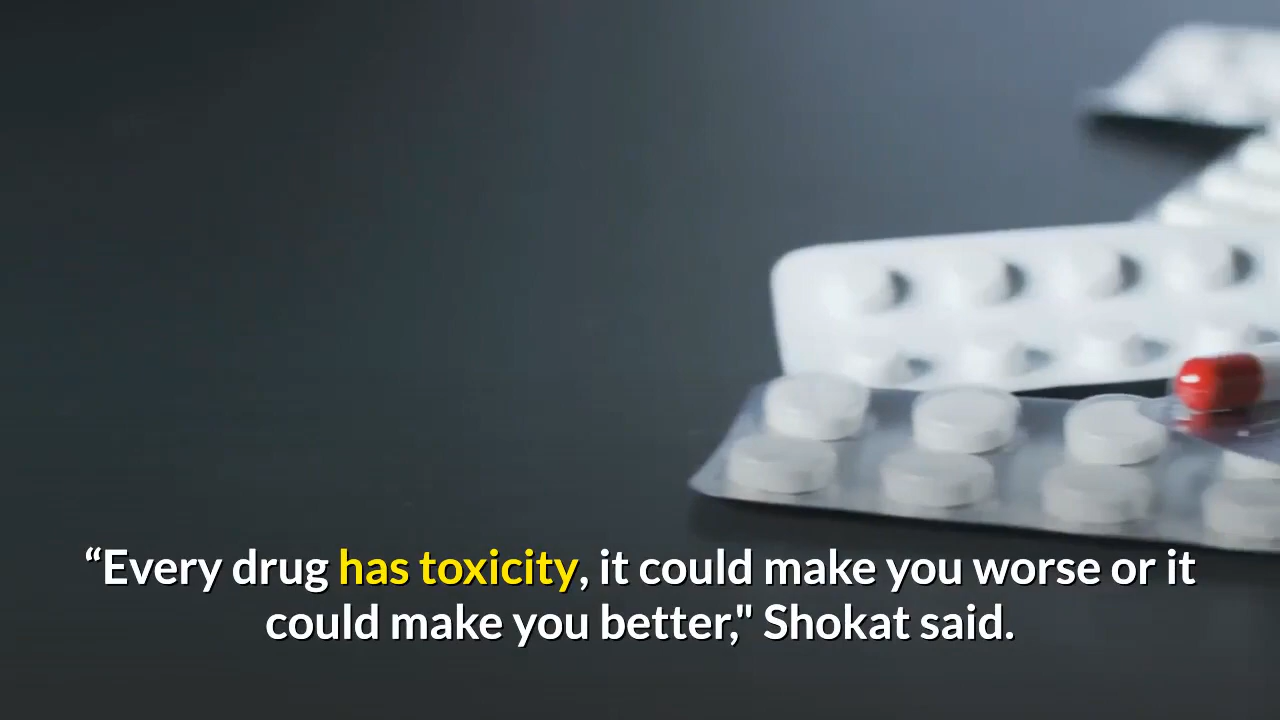 “Every drug has toxicity, it could make you worse or it
could make you better," Shokat said.